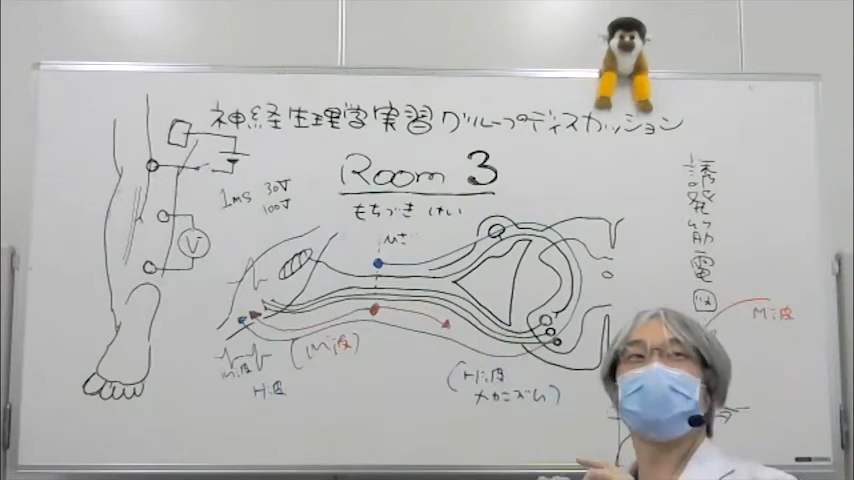 神経生理学実習 グループディスカッション
Room 3
もちづき けい
1ms 30V
100V
V
誘発筋電図
M波
(M波)
M波
H波
(H波
メカニズム)